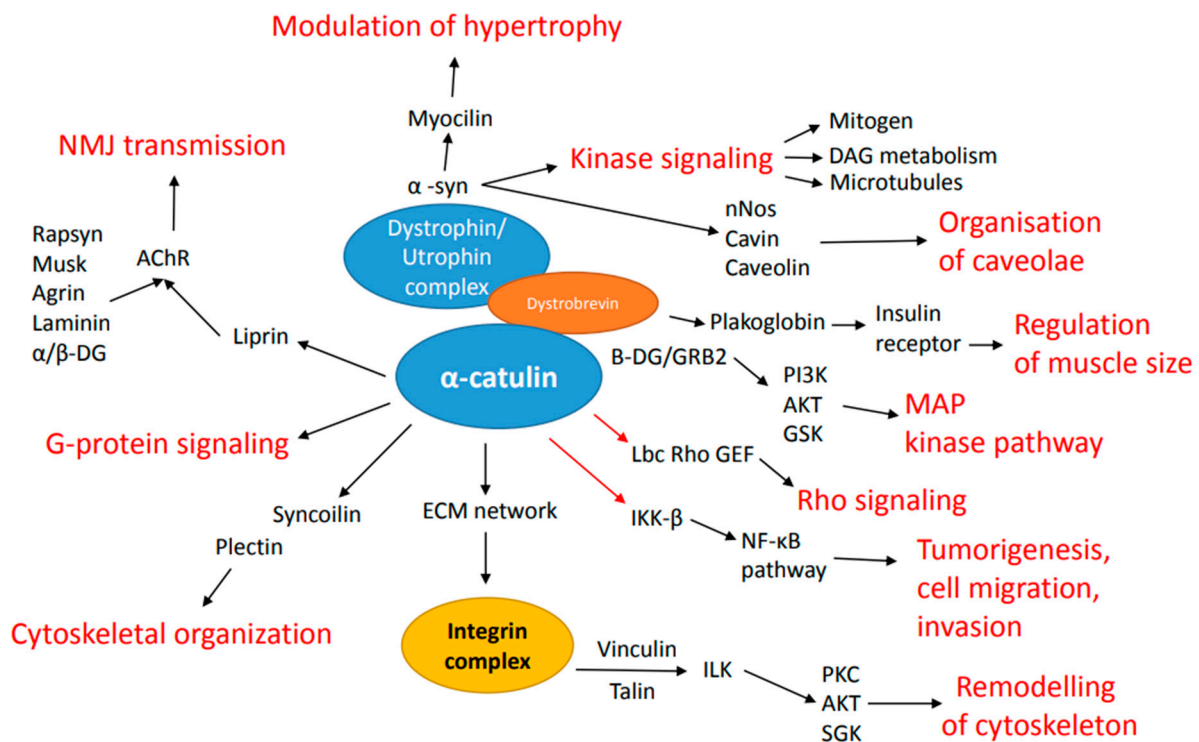 Modulation of hypertrophy
Myocilin
α -syn
NMJ transmission
Rapsyn
Musk
Agrin
Laminin
α/β-DG
AChR
Liprin
Kinase signaling
Mitogen
DAG metabolism
Microtubules
nNos
Cavin
Caveolin
Organisation
of caveolae
Dystrophin/
Utrophin
complex
Dystrobrevin
Plakoglobin
Insulin
receptor
Regulation
of muscle size
B-DG/GRB2
PI3K
AKT
GSK
MAP
kinase pathway
α-catulin
G-protein signaling
Lbc Rho GEF
Rho signaling
IKK-β
NF-κB
pathway
Tumorigenesis,
cell migration,
invasion
Syncoilin
Plectin
Cytoskeletal organization
ECM network
Integrin
complex
Vinculin
Talin
ILK
PKC
AKT
SGK
Remodelling
of cytoskeleton